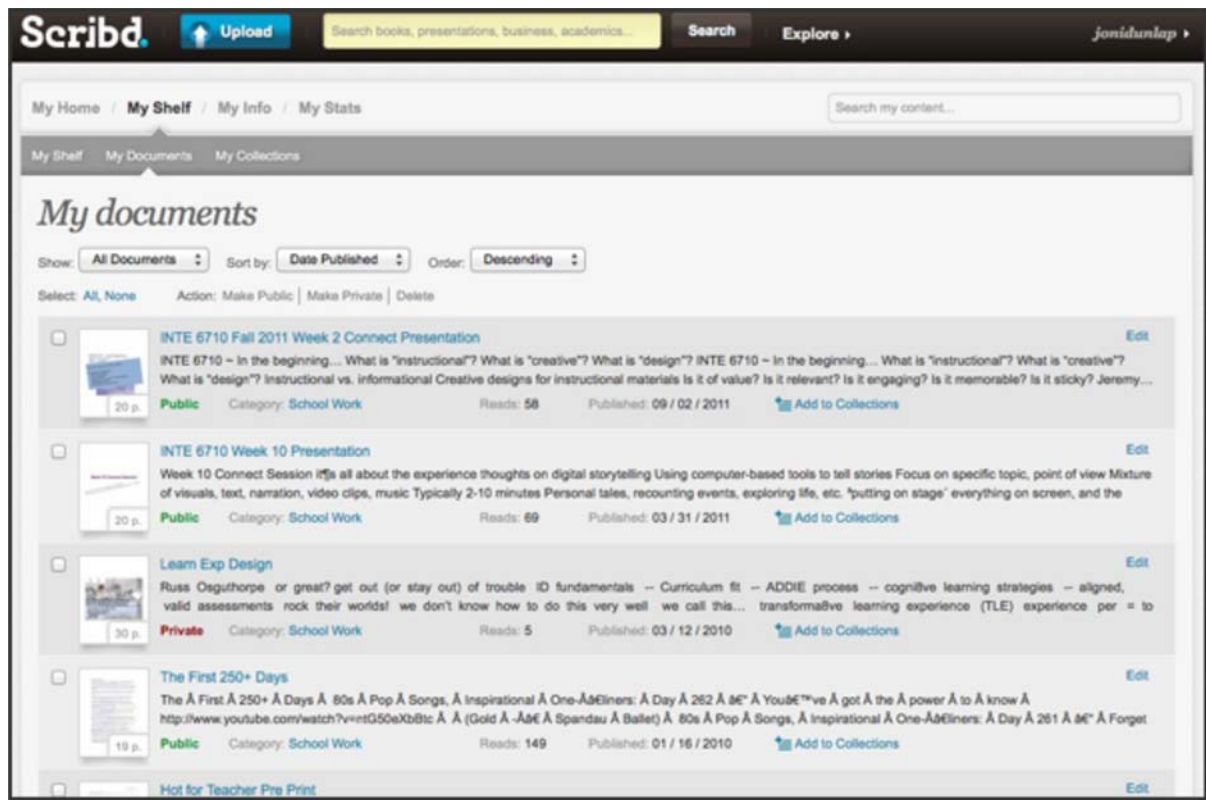 Scribd. Upload Search books, presentations, business, academics... Search Explore jonidunlap
My Home / My Shelf / My Info / My Stats Search my content...
My Shelf My Documents My Collections
My documents
Show: All Documents Sort by: Date Published Order: Descending
Select: All, None Action: Make Public | Make Private | Delete
INTE 6710 Fall 2011 Week 2 Connect Presentation Edit
INTE 6710 ~ In the beginning... What is "instructional"? What is "creative"? What is "design"? INTE 6710 ~ In the beginning... What is "instructional"? What is "creative"?
What is "design"? Instructional vs. informational Creative designs for instructional materials Is it of value? Is it relevant? Is it engaging? Is it memorable? Is it sticky? Jeremy...
20 p. Public Category: School Work Reads: 58 Published: 09 / 02 / 2011 Add to Collections
INTE 6710 Week 10 Presentation Edit
Week 10 Connect Session it¶s all about the experience thoughts on digital storytelling Using computer-based tools to tell stories Focus on specific topic, point of view Mixture
of visuals, text, narration, video clips, music Typically 2-10 minutes Personal tales, recounting events, exploring life, etc. "putting on stage" everything on screen, and the
20 p. Public Category: School Work Reads: 69 Published: 03 / 31 / 2011 Add to Collections
Learn Exp Design Edit
Russ Osguthorpe or great? get out (or stay out) of trouble ID fundamentals -- Curriculum fit -- ADDIE process -- cogni8ve learning strategies -- aligned,
valid assessments rock their worlds! we don't know how to do this very well we call this... transforma8ve learning experience (TLE) experience per = to
30 p. Private Category: School Work Reads: 5 Published: 03 / 12 / 2010 Add to Collections
The First 250+ Days Edit
The Â First Â 250+ Â Days Â 80s Â Pop Â Songs, Â Inspirational Â One-Ââ€liners: Â Day Â 262 Â â€" Â Youâ€™ve Â got Â the Â power Â to Â know Â
http://www.youtube.com/watch?v=ntG50eXbBtc Â Â (Gold Â -Ââ€ Â Spandau Â Ballet) Â 80s Â Pop Â Songs, Â Inspirational Â One-Ââ€liners: Â Day Â 261 Â â€" Â Forget
19 p. Public Category: School Work Reads: 149 Published: 01 / 16 / 2010 Add to Collections
Hot for Teacher Pre Print Edit